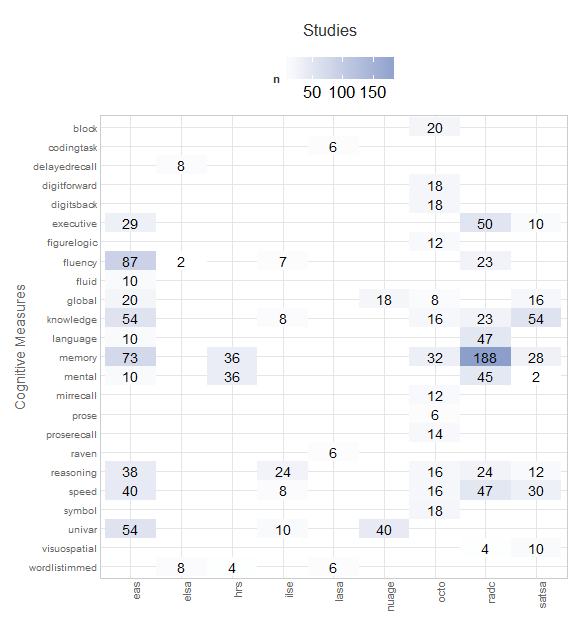 Studies
n
50 100 150
Cognitive Measures
block 20
codingtask 6
delayedrecall 8
digitforward 18
digitsback 18
executive 29 50 10
figurelogic 12
fluency 87 2 7 23
fluid 10
global 20 18 8 16
knowledge 54 8 16 23 54
language 10 47
memory 73 36 32 188 28
mental 10 36 45 2
mirrecall 12
prose 6
proserecall 14
raven 6
reasoning 38 24 16 24 12
speed 40 8 16 47 30
symbol 18
univar 54 10 40
visuospatial 4 10
wordlistimmed 8 4 6
eas elsa hrs ilse lasa nuage octo radc satsa